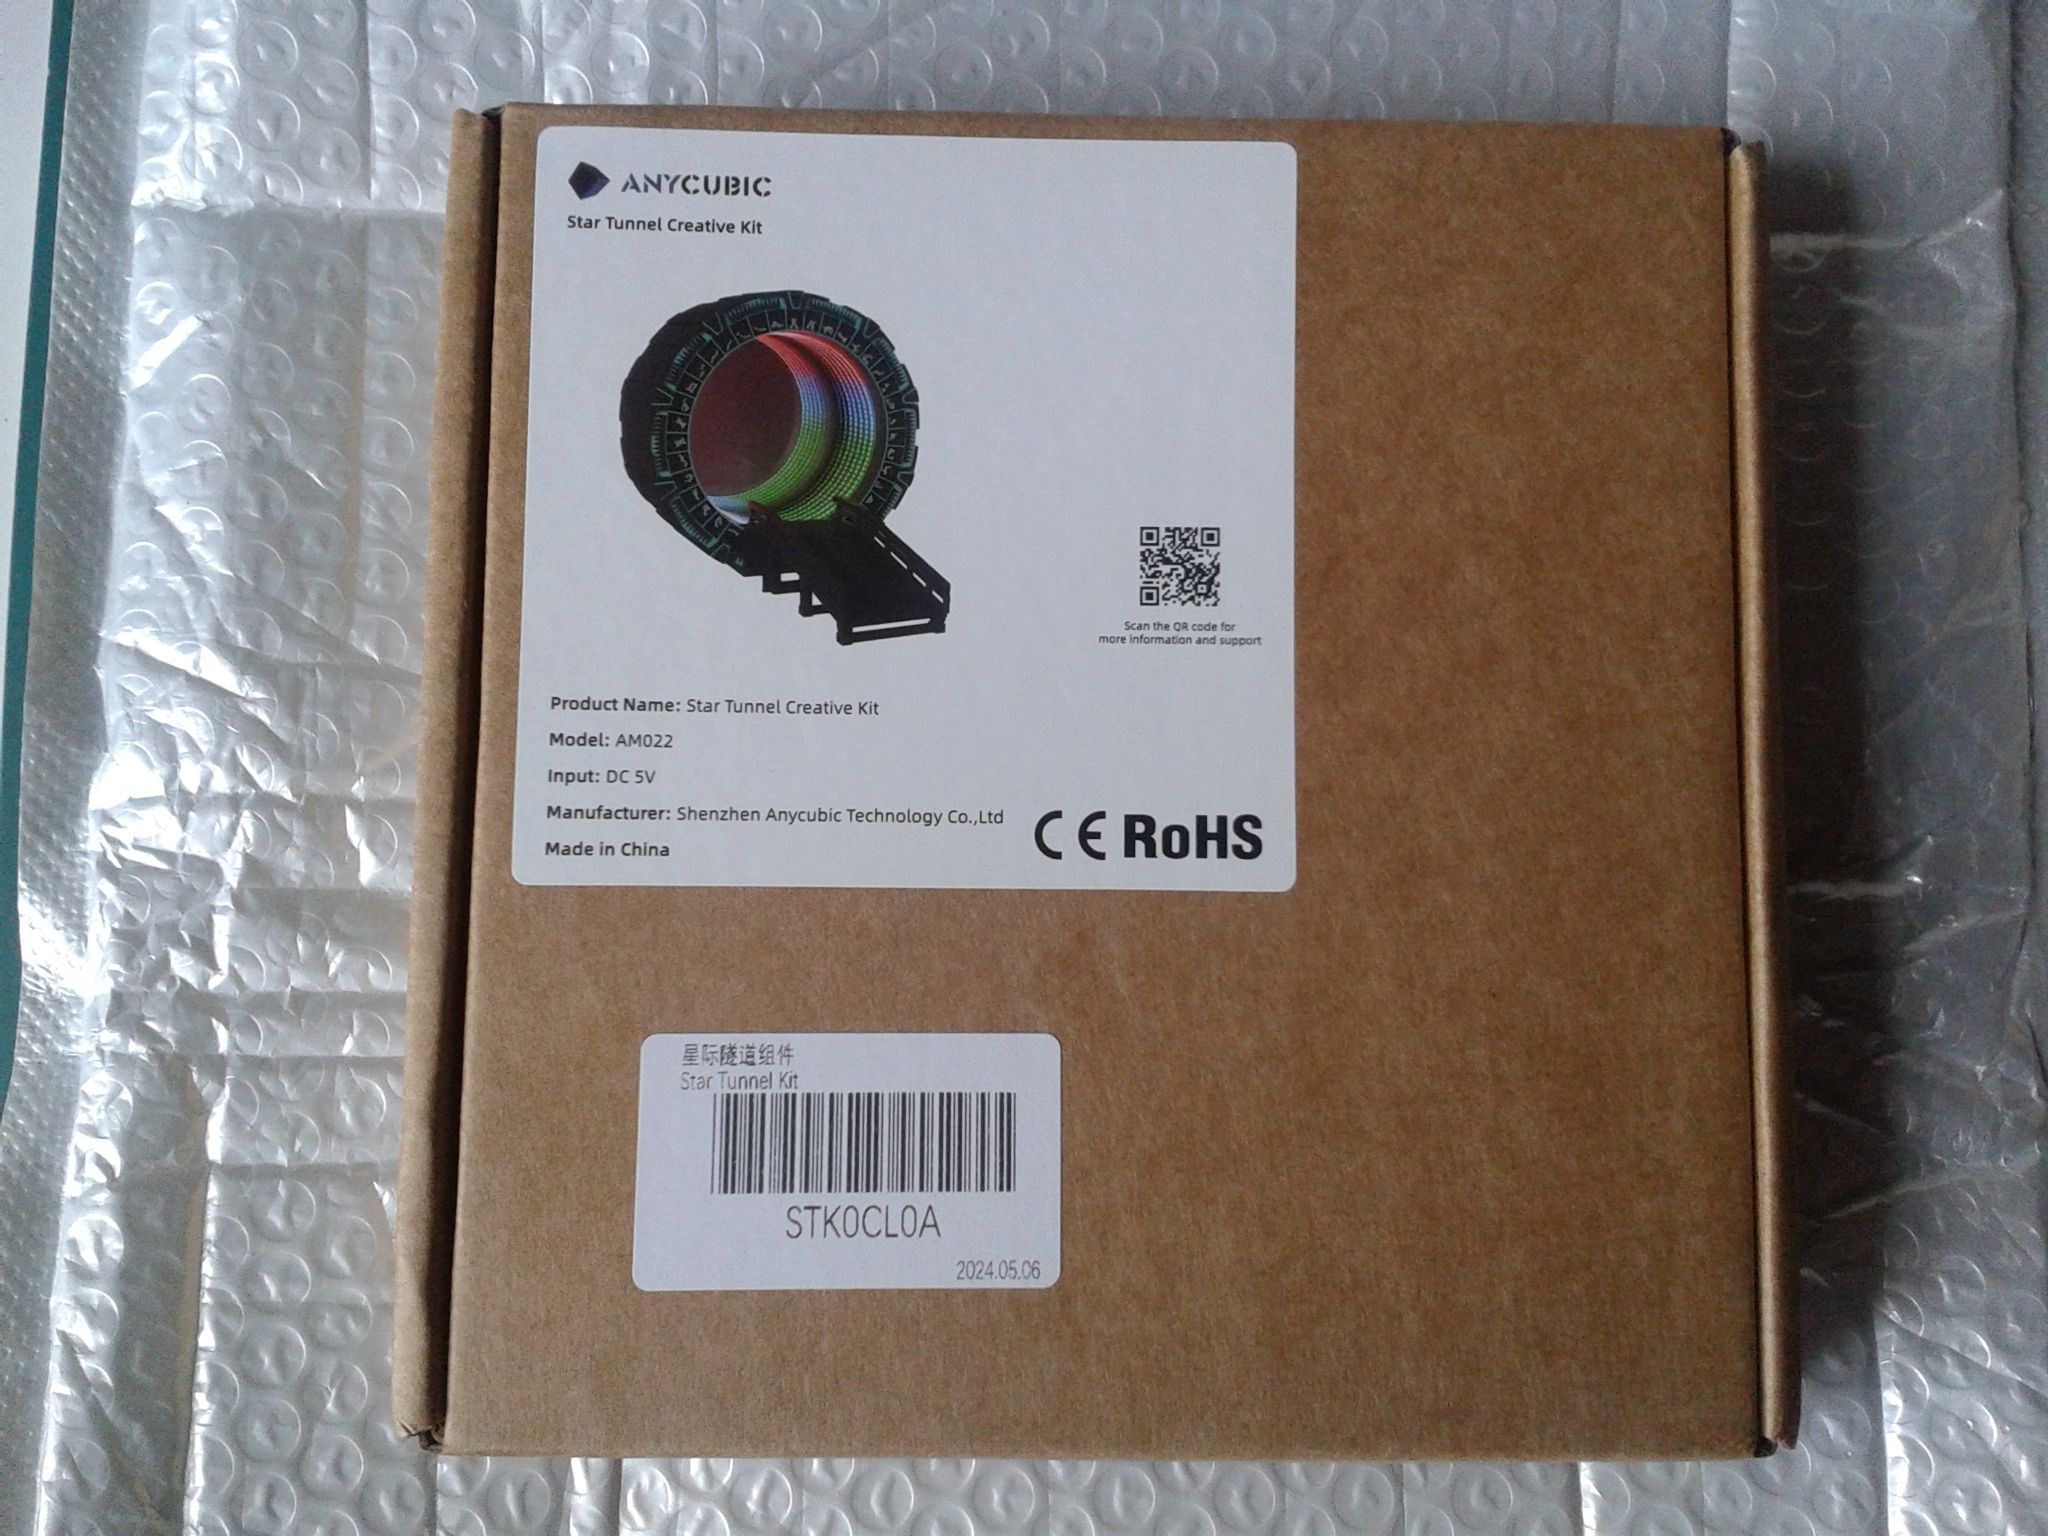 ANYCUBIC
Star Tunnel Creative Kit
Scan the QR code for
more information and support
Product Name: Star Tunnel Creative Kit
Model: AM022
Input: DC 5V
Manufacturer: Shenzhen Anycubic Technology Co.,Ltd
Made in China
CE RoHS
星际隧道组件
Star Tunnel Kit
STK0CL0A
2024.05.06